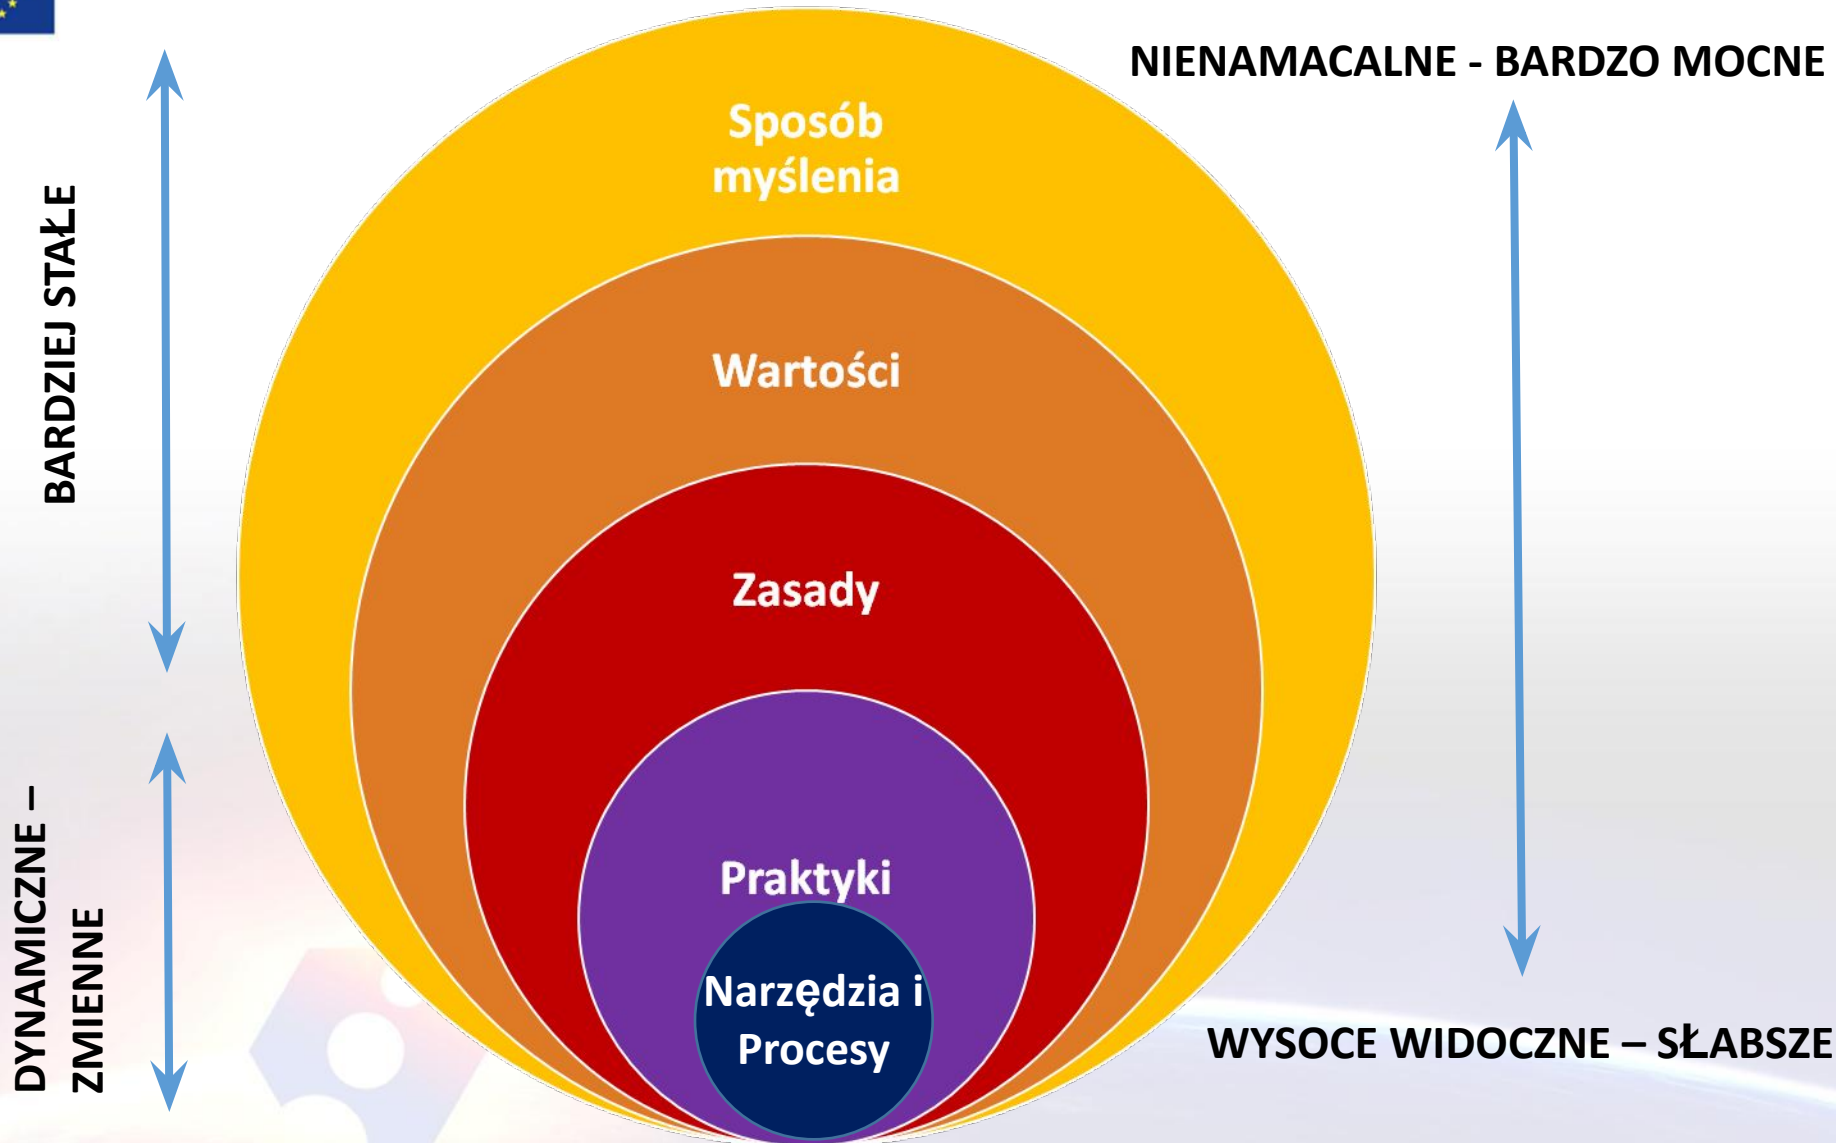 NIENAMACALNE - BARDZO MOCNE
Sposób
myślenia
BARDZIEJ STAŁE
Wartości
Zasady
DYNAMICZNE –
ZMIENNE
Praktyki
Narzędzia i
Procesy
WYSOCE WIDOCZNE – SŁABSZE